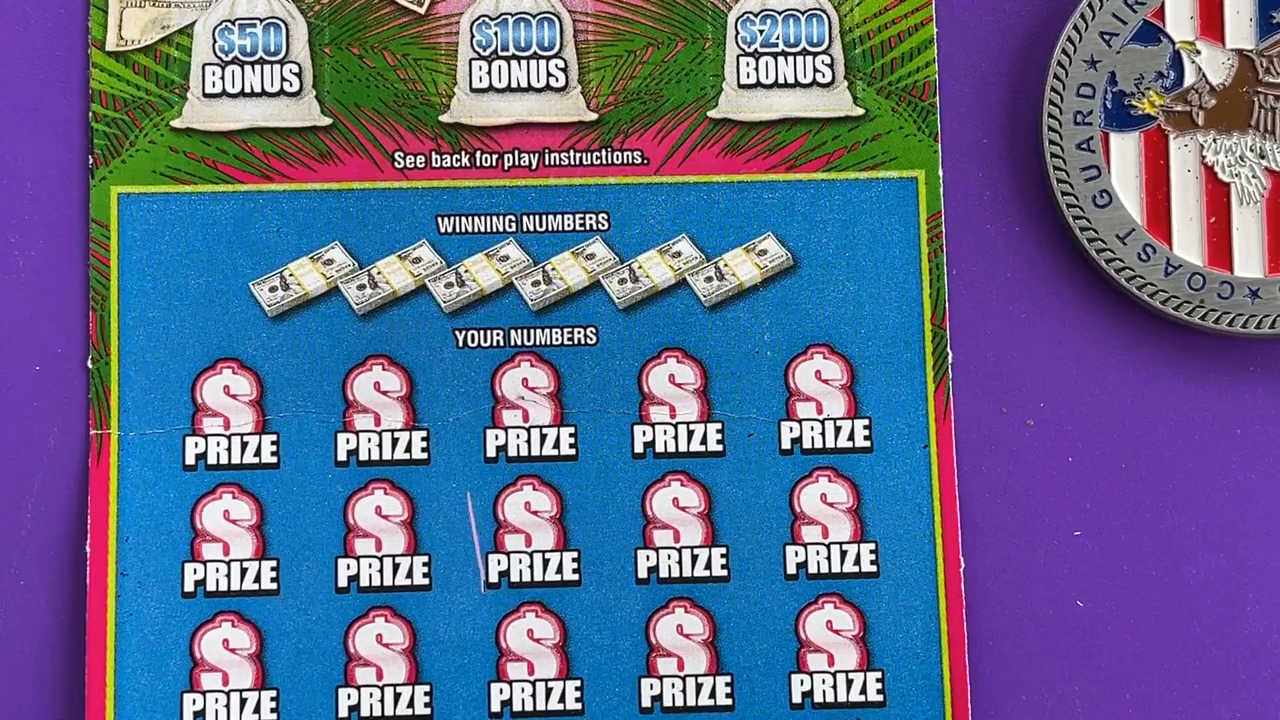 $50 $100 $200
BONUS BONUS BONUS
See back for play instructions.
WINNING NUMBERS
YOUR NUMBERS
$ $ $ $ $
PRIZE PRIZE PRIZE PRIZE PRIZE
$ $ $ $ $
PRIZE PRIZE PRIZE PRIZE PRIZE
$ $ $ $ $
PRIZE PRIZE PRIZE PRIZE PRIZE
COAST GUARD ★ AIR